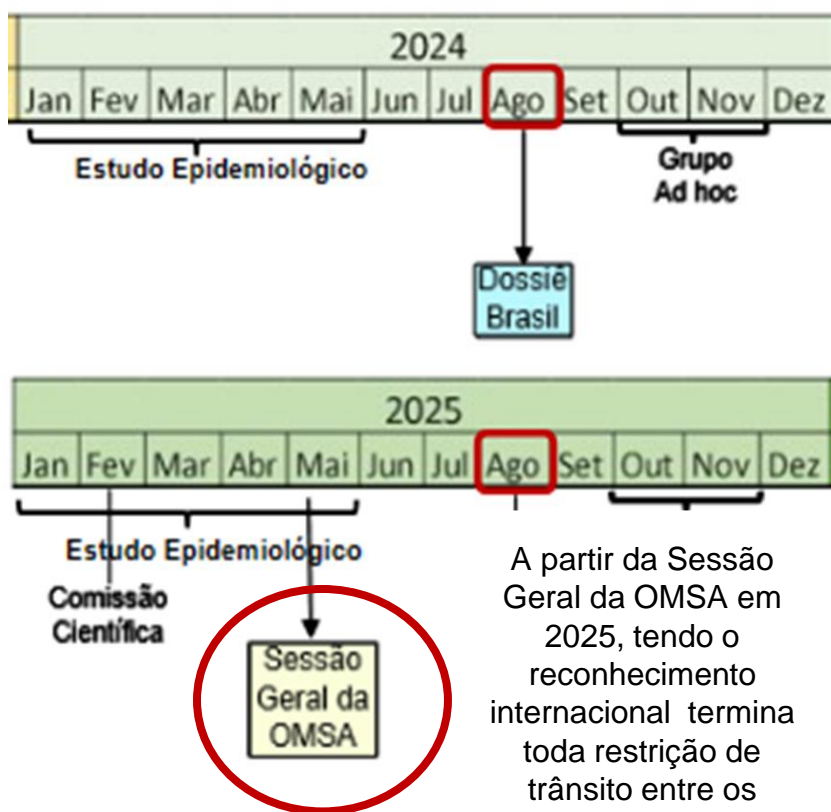 2024
Jan Fev Mar Abr Mai Jun Jul Ago Set Out Nov Dez
Estudo Epidemiológico
Grupo
Ad hoc
Dossiê
Brasil
2025
Jan Fev Mar Abr Mai Jun Jul Ago Set Out Nov Dez
Estudo Epidemiológico
Comissão
Científica
Sessão
Geral da
OMSA
A partir da Sessão
Geral da OMSA em
2025, tendo o
reconhecimento
internacional termina
toda restrição de
trânsito entre os